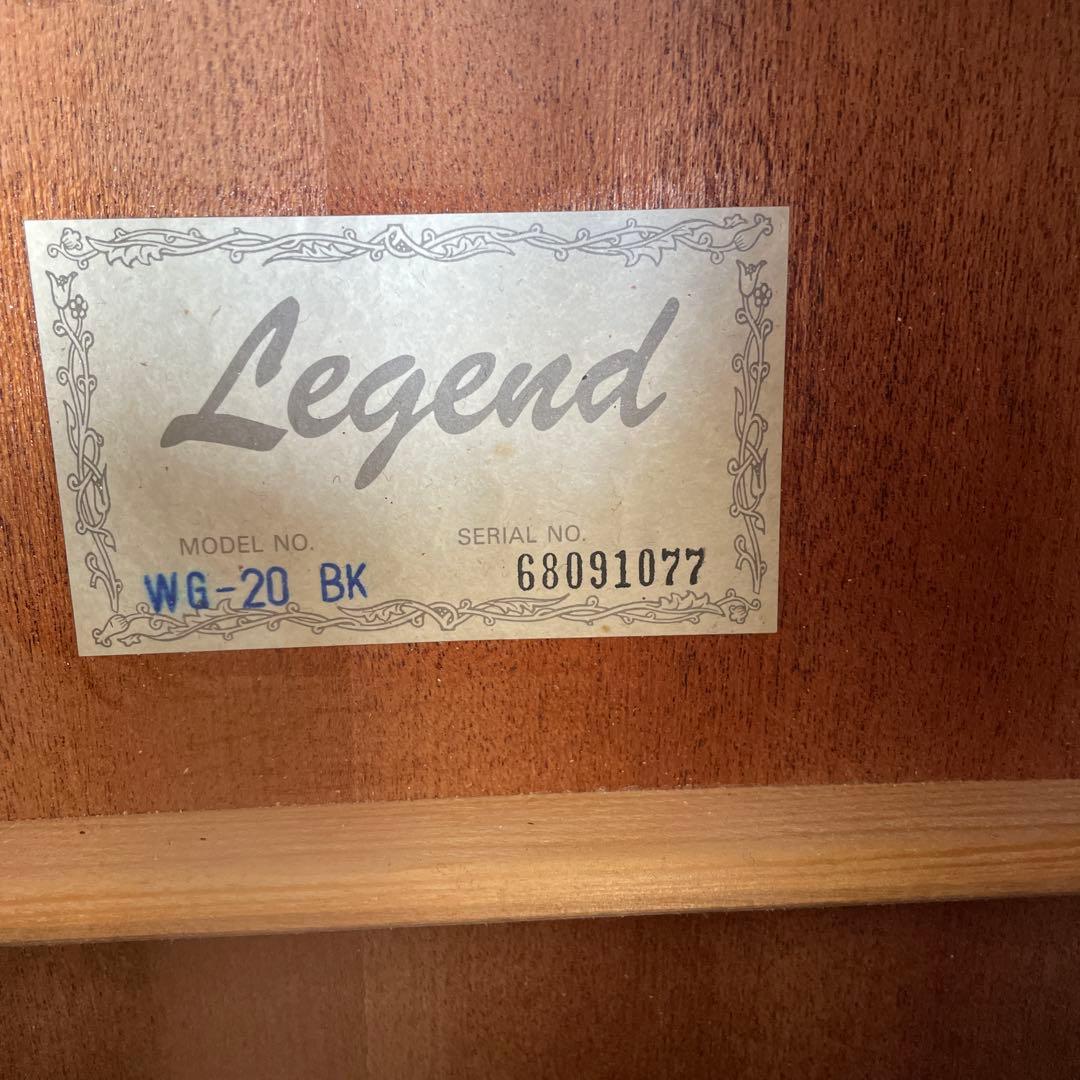 Legend
MODEL NO. SERIAL NO.
WG-20 BK 68091077